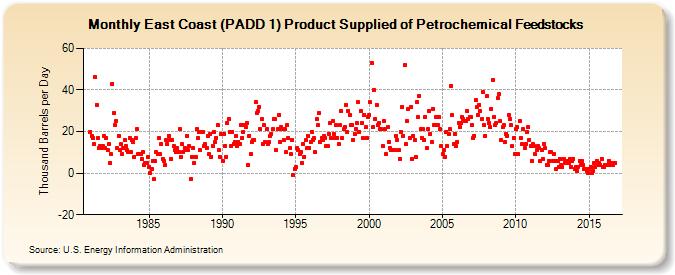 Monthly East Coast (PADD 1) Product Supplied of Petrochemical Feedstocks
Thousand Barrels per Day
60
40
20
0
-20
1985 1990 1995 2000 2005 2010 2015
Source: U.S. Energy Information Administration